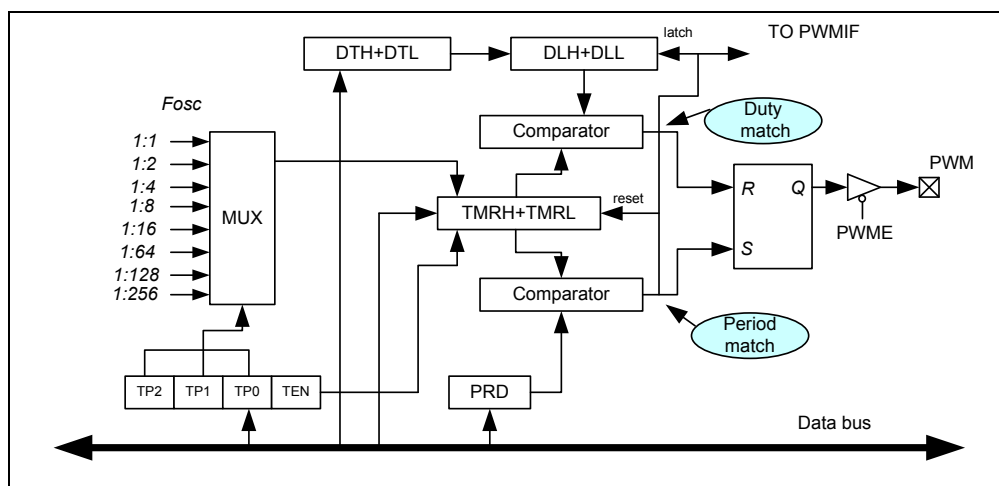 TO PWMIF
latch
DTH+DTL
DLH+DLL
Fosc
Duty
match
Comparator
1:1
1:2
1:4
1:8
1:16
1:64
1:128
1:256
MUX
PWM
R
Q
TMRH+TMRL
reset
PWME
S
Comparator
Period
match
TP2
TP1
TP0
TEN
PRD
Data bus